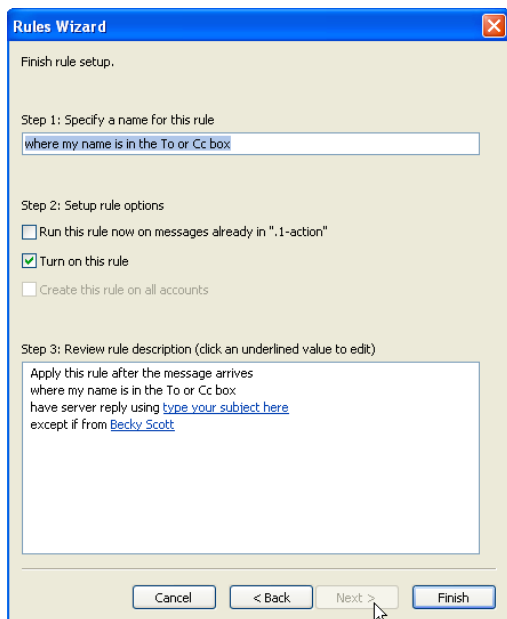 Rules Wizard
Finish rule setup.
Step 1: Specify a name for this rule
where my name is in the To or Cc box
Step 2: Setup rule options
Run this rule now on messages already in ".1-action"
Turn on this rule
Create this rule on all accounts
Step 3: Review rule description (click an underlined value to edit)
Apply this rule after the message arrives
where my name is in the To or Cc box
have server reply using type your subject here
except if from Becky Scott
Cancel < Back Next > Finish